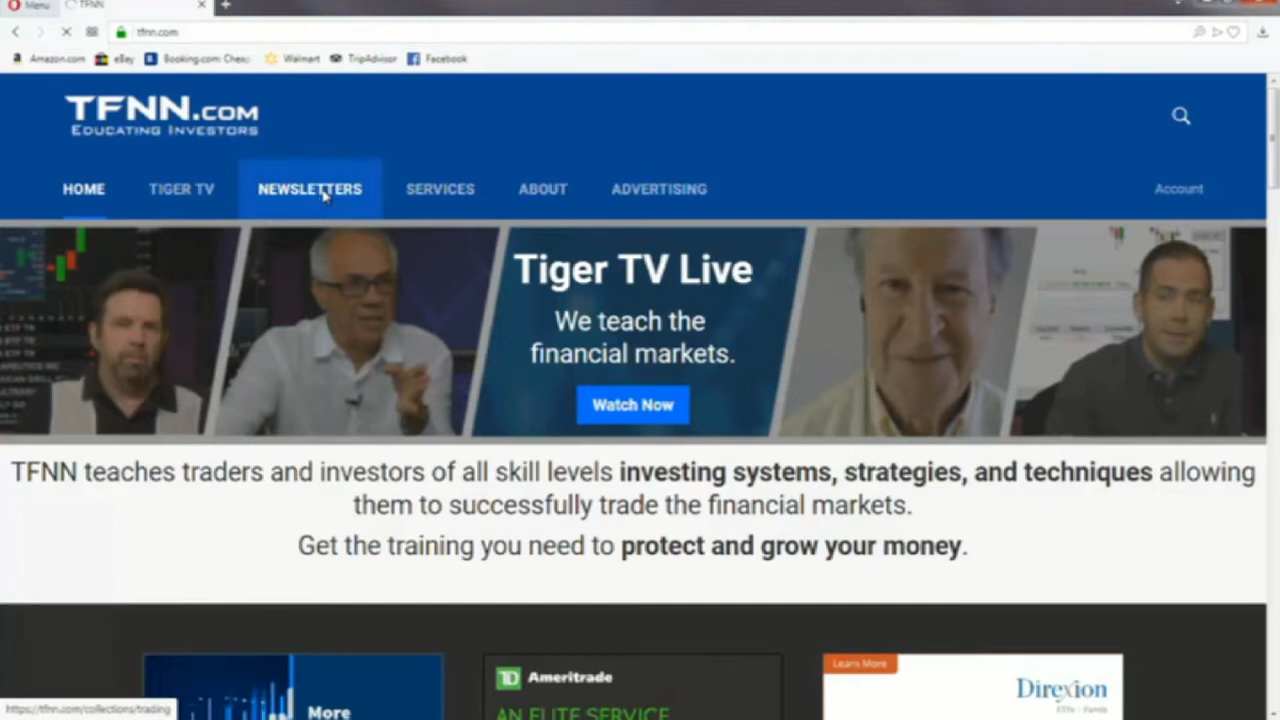 Menu
TFNN
tfnn.com
Amazon.com
eBay
Booking.com: Cheap
Walmart
TripAdvisor
Facebook
TFNN.COM
EDUCATING INVESTORS
HOME
TIGER TV
NEWSLETTERS
SERVICES
ABOUT
ADVERTISING
Account
Tiger TV Live
We teach the
financial markets.
Watch Now
TFNN teaches traders and investors of all skill levels investing systems, strategies, and techniques allowing
them to successfully trade the financial markets.
Get the training you need to protect and grow your money.
More
TD Ameritrade
AN ELITE SERVICE
Learn More
Direxion
https://tfnn.com/collections/trading